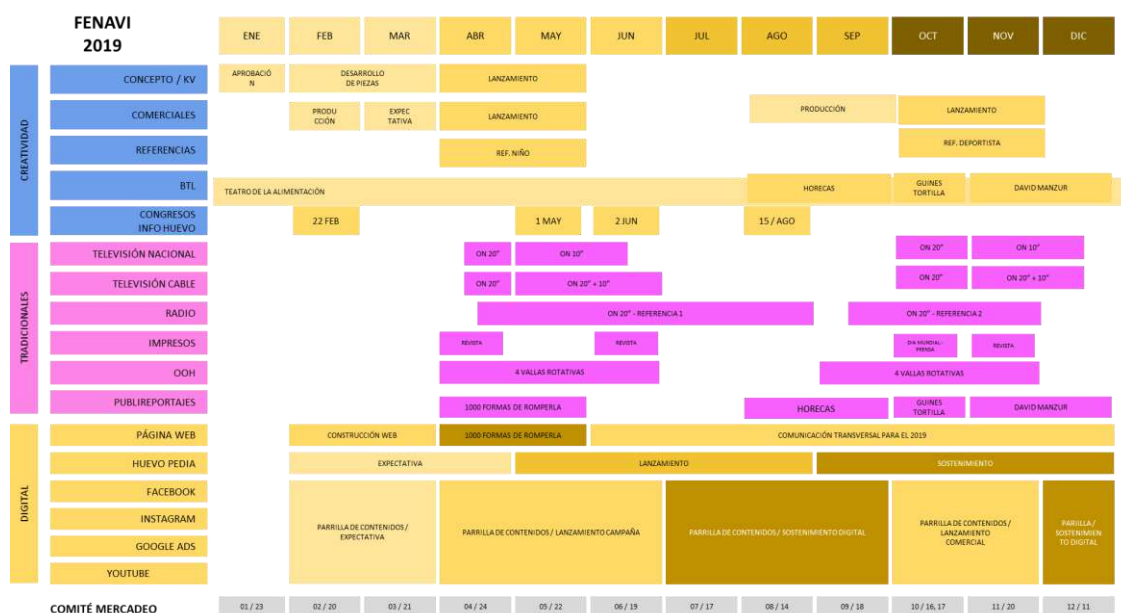 FENAVI
2019
ENE
FEB
MAR
ABR
MAY
JUN
JUL
AGO
SEP
OCT
NOV
DIC
CREATIVIDAD
CONCEPTO / KV
APROBACIÓ
N
DESARROLLO
DE PIEZAS
LANZAMIENTO
COMERCIALES
PRODU
CCIÓN
EXPEC
TATIVA
LANZAMIENTO
PRODUCCIÓN
LANZAMIENTO
REFERENCIAS
REF. NIÑO
REF. DEPORTISTA
BTL
TEATRO DE LA ALIMENTACIÓN
HORECAS
GUINES
TORTILLA
DAVID MANZUR
CONGRESOS
INFO HUEVO
22 FEB
1 MAY
2 JUN
15 / AGO
TRADICIONALES
TELEVISIÓN NACIONAL
ON 20"
ON 10"
ON 20"
ON 10"
TELEVISIÓN CABLE
ON 20"
ON 20" + 10"
ON 20"
ON 20" + 10"
RADIO
ON 20" - REFERENCIA 1
ON 20" - REFERENCIA 2
IMPRESOS
REVISTA
REVISTA
DIA MUNDIAL -
PRENSA
REVISTA
OOH
4 VALLAS ROTATIVAS
4 VALLAS ROTATIVAS
PUBLIREPORTAJES
1000 FORMAS DE ROMPERLA
HORECAS
GUINES
TORTILLA
DAVID MANZUR
DIGITAL
PÁGINA WEB
CONSTRUCCIÓN WEB
1000 FORMAS DE ROMPERLA
COMUNICACIÓN TRANSVERSAL PARA EL 2019
HUEVO PEDIA
EXPECTATIVA
LANZAMIENTO
SOSTENIMIENTO
FACEBOOK
INSTAGRAM
GOOGLE ADS
YOUTUBE
PARRILLA DE CONTENIDOS /
EXPECTATIVA
PARRILLA DE CONTENIDOS / LANZAMIENTO CAMPAÑA
PARRILLA DE CONTENIDOS / SOSTENIMIENTO DIGITAL
PARRILLA DE CONTENIDOS /
LANZAMIENTO
COMERCIAL
PARIILLA /
SOSTENIMIEN
TO DIGITAL
COMITÉ MERCADEO
01 / 23
02 / 20
03 / 21
04 / 24
05 / 22
06 / 19
07 / 17
08 / 14
09 / 18
10 / 16, 17
11 / 20
12 / 11